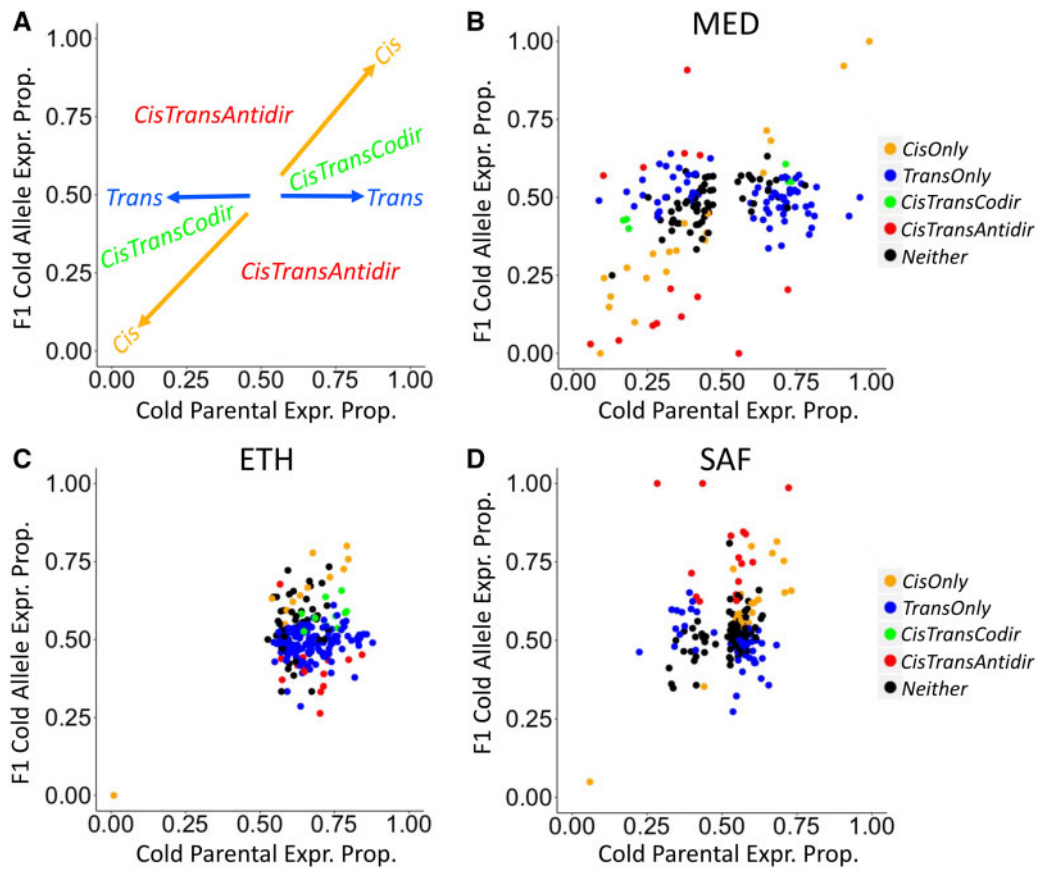 A
1.00
0.75
0.50
0.25
0.00
F1 Cold Allele Expr. Prop.
Cis
CisTransAntidir
CisTransCodir
Trans
Trans
CisTransCodir
CisTransAntidir
Cis
0.00 0.25 0.50 0.75 1.00
Cold Parental Expr. Prop.
B MED
1.00
0.75
0.50
0.25
0.00
F1 Cold Allele Expr. Prop.
0.00 0.25 0.50 0.75 1.00
Cold Parental Expr. Prop.
CisOnly
TransOnly
CisTransCodir
CisTransAntidir
Neither
C ETH
1.00
0.75
0.50
0.25
0.00
F1 Cold Allele Expr. Prop.
0.00 0.25 0.50 0.75 1.00
Cold Parental Expr. Prop.
D SAF
1.00
0.75
0.50
0.25
0.00
F1 Cold Allele Expr. Prop.
0.00 0.25 0.50 0.75 1.00
Cold Parental Expr. Prop.
CisOnly
TransOnly
CisTransCodir
CisTransAntidir
Neither